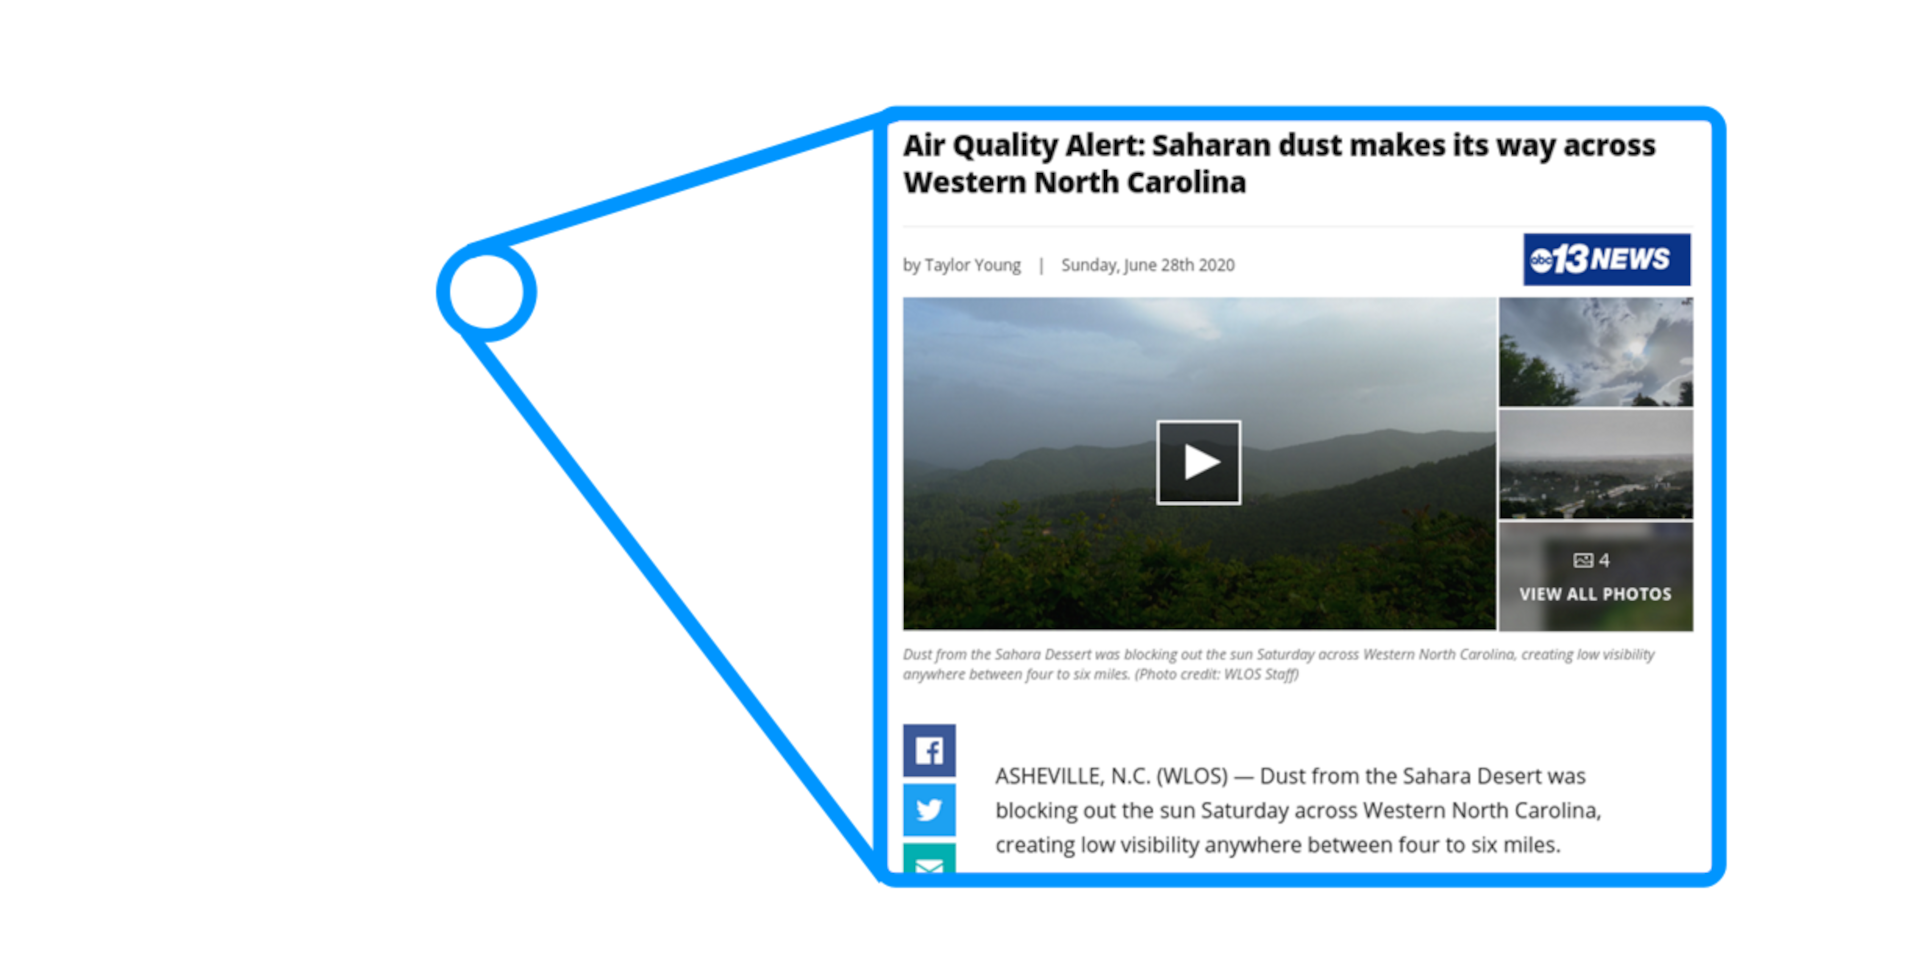 Air Quality Alert: Saharan dust makes its way across
Western North Carolina
by Taylor Young | Sunday, June 28th 2020
abc 13 NEWS
4
VIEW ALL PHOTOS
Dust from the Sahara Dessert was blocking out the sun Saturday across Western North Carolina, creating low visibility
anywhere between four to six miles. (Photo credit: WLOS Staff)
ASHEVILLE, N.C. (WLOS) — Dust from the Sahara Desert was
blocking out the sun Saturday across Western North Carolina,
creating low visibility anywhere between four to six miles.